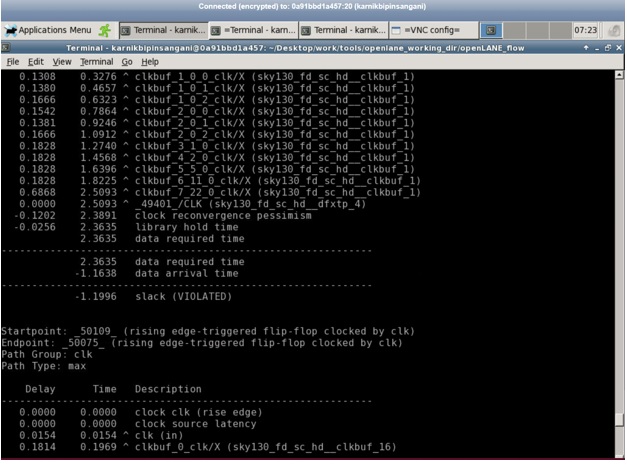 Connected (encrypted) to: 0a91bbd1a457:20 (karnikbipinsangani)
Applications Menu Terminal - karnik... =Terminal - karn... Terminal - karnik... =VNC config= 07:23
Terminal - karnikbipinsangani@0a91bbd1a457: ~/Desktop/work/tools/openlane_working_dir/openLANE_flow
File Edit View Terminal Go Help
0.1308 0.3276 ^ clkbuf_1_0_0_clk/X (sky130_fd_sc_hd__clkbuf_1)
0.1380 0.4657 ^ clkbuf_1_0_1_clk/X (sky130_fd_sc_hd__clkbuf_1)
0.1666 0.6323 ^ clkbuf_1_0_2_clk/X (sky130_fd_sc_hd__clkbuf_1)
0.1542 0.7864 ^ clkbuf_2_0_0_clk/X (sky130_fd_sc_hd__clkbuf_1)
0.1381 0.9246 ^ clkbuf_2_0_1_clk/X (sky130_fd_sc_hd__clkbuf_1)
0.1666 1.0912 ^ clkbuf_2_0_2_clk/X (sky130_fd_sc_hd__clkbuf_1)
0.1828 1.2740 ^ clkbuf_3_1_0_clk/X (sky130_fd_sc_hd__clkbuf_1)
0.1828 1.4568 ^ clkbuf_4_2_0_clk/X (sky130_fd_sc_hd__clkbuf_1)
0.1828 1.6396 ^ clkbuf_5_5_0_clk/X (sky130_fd_sc_hd__clkbuf_1)
0.1828 1.8225 ^ clkbuf_6_11_0_clk/X (sky130_fd_sc_hd__clkbuf_1)
0.6868 2.5093 ^ clkbuf_7_22_0_clk/X (sky130_fd_sc_hd__clkbuf_1)
0.0000 2.5093 ^ _49401_/CLK (sky130_fd_sc_hd__dfxtp_4)
-0.1202 2.3891 clock reconvergence pessimism
-0.0256 2.3635 library hold time
2.3635 data required time
---------------------------------------------------------
2.3635 data required time
-1.1638 data arrival time
---------------------------------------------------------
-1.1996 slack (VIOLATED)
Startpoint: _50109_ (rising edge-triggered flip-flop clocked by clk)
Endpoint: _50075_ (rising edge-triggered flip-flop clocked by clk)
Path Group: clk
Path Type: max
Delay Time Description
---------------------------------------------------------
0.0000 0.0000 clock clk (rise edge)
0.0000 0.0000 clock source latency
0.0154 0.0154 ^ clk (in)
0.1814 0.1969 ^ clkbuf_0_clk/X (sky130_fd_sc_hd__clkbuf_16)